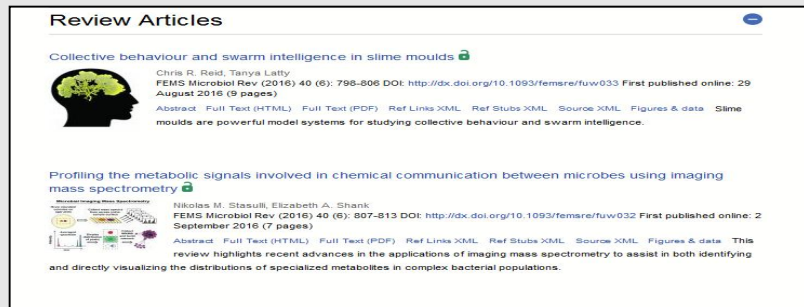 Review Articles
Collective behaviour and swarm intelligence in slime moulds
Chris R. Reid, Tanya Latty
FEMS Microbiol Rev (2016) 40 (6): 798-806 DOI: http://dx.doi.org/10.1093/femsre/fuw033 First published online: 29
August 2016 (9 pages)
Abstract Full Text (HTML) Full Text (PDF) Ref Links XML Ref Stubs XML Source XML Figures & data Slime
moulds are powerful model systems for studying collective behaviour and swarm intelligence.
Profiling the metabolic signals involved in chemical communication between microbes using imaging
mass spectrometry
Microbial Imaging Mass Spectrometry
Nikolas M. Stasulli, Elizabeth A. Shank
FEMS Microbiol Rev (2016) 40 (6): 807-813 DOI: http://dx.doi.org/10.1093/femsre/fuw032 First published online: 2
September 2016 (7 pages)
Abstract Full Text (HTML) Full Text (PDF) Ref Links XML Ref Stubs XML Source XML Figures & data This
review highlights recent advances in the applications of imaging mass spectrometry to assist in both identifying
and directly visualizing the distributions of specialized metabolites in complex bacterial populations.